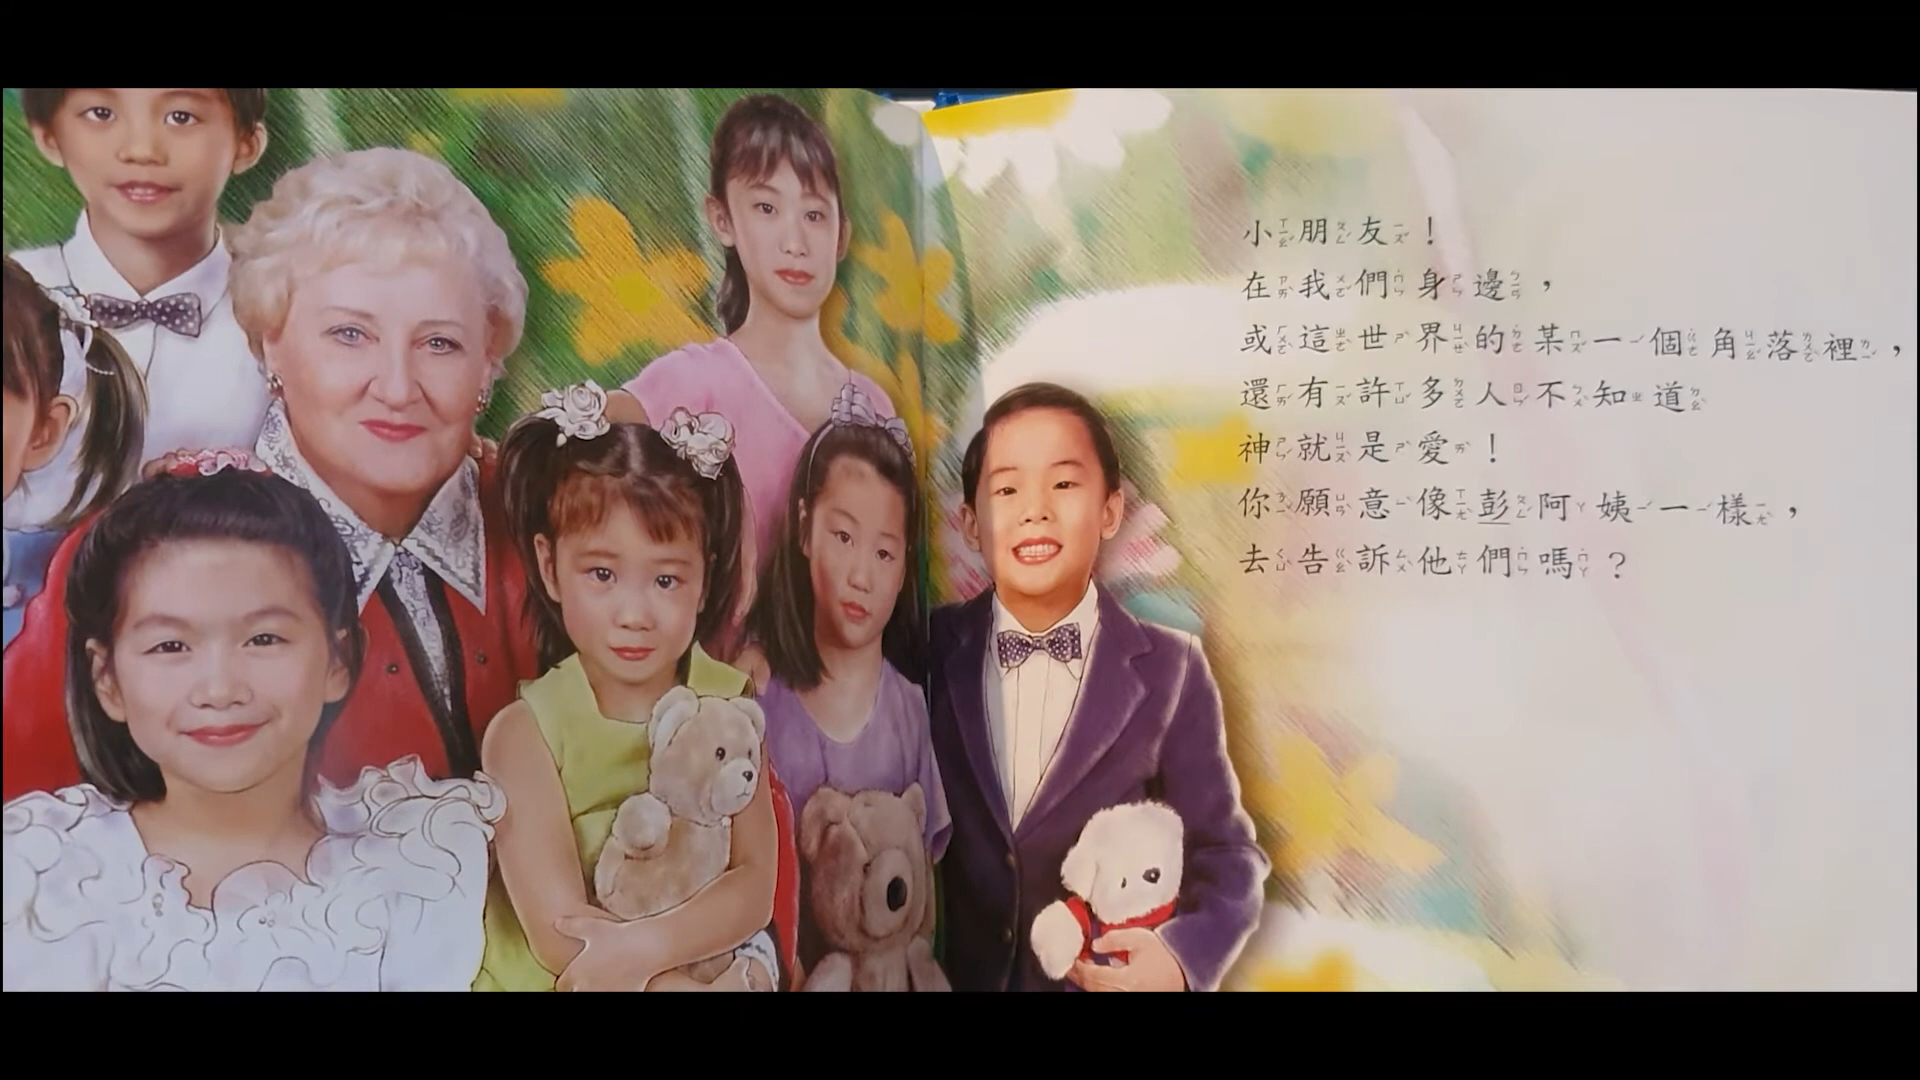 小朋友！
在我們身邊，
或這世界的某一個角落裡，
還有許多人不知道
神就是愛！
你願意像彭阿姨一樣，
去告訴他們嗎？